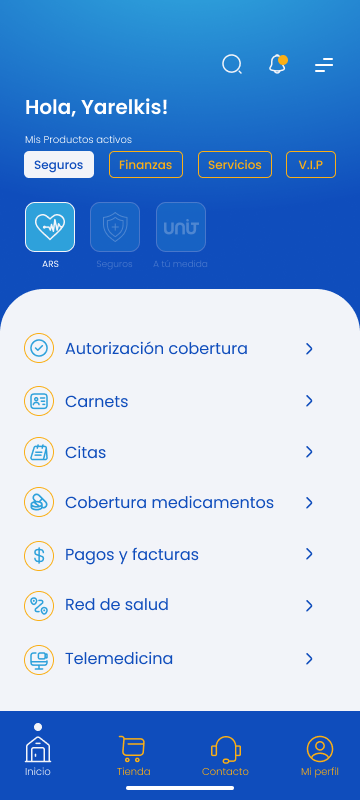 Hola, Yarelkis!
Mis Productos activos
Seguros Finanzas Servicios V.I.P
unit
ARS Seguros A tú medida
Autorización cobertura
Carnets
Citas
Cobertura medicamentos
Pagos y facturas
Red de salud
Telemedicina
Inicio Tienda Contacto Mi perfil